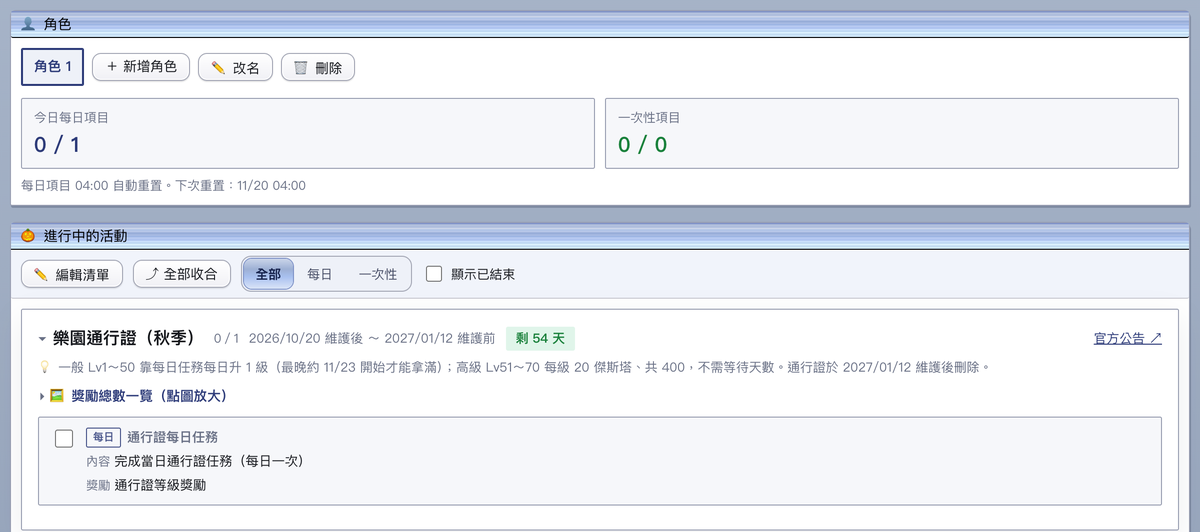 角色
角色 1
+ 新增角色
改名
刪除
今日每日項目
0 / 1
一次性項目
0 / 0
每日項目 04:00 自動重置。下次重置：11/20 04:00
進行中的活動
編輯清單
全部收合
全部
每日
一次性
顯示已結束
樂園通行證（秋季） 0 / 1 2026/10/20 維護後 ～ 2027/01/12 維護前 剩 54 天 官方公告 ↗
一般 Lv1～50 靠每日任務每日升 1 級（最晚約 11/23 開始才能拿滿）；高級 Lv51～70 每級 20 傑斯塔、共 400，不需等待天數。通行證於 2027/01/12 維護後刪除。
獎勵總數一覽（點圖放大）
每日 通行證每日任務
內容 完成當日通行證任務（每日一次）
獎勵 通行證等級獎勵